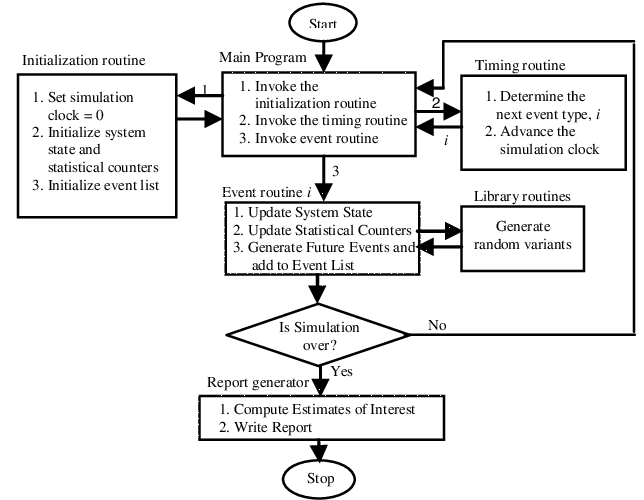 Start
Initialization routine
Main Program
Timing routine
1. Set simulation
clock = 0
2. Initialize system
state and
statistical counters
3. Initialize event list
1
1. Invoke the
initialization routine
2. Invoke the timing routine
3. Invoke event routine
2
i
1. Determine the
next event type, i
2. Advance the
simulation clock
3
Event routine i
Library routines
1. Update System State
2. Update Statistical Counters
3. Generate Future Events and
add to Event List
Generate
random variants
Is Simulation
over?
No
Yes
Report generator
1. Compute Estimates of Interest
2. Write Report
Stop